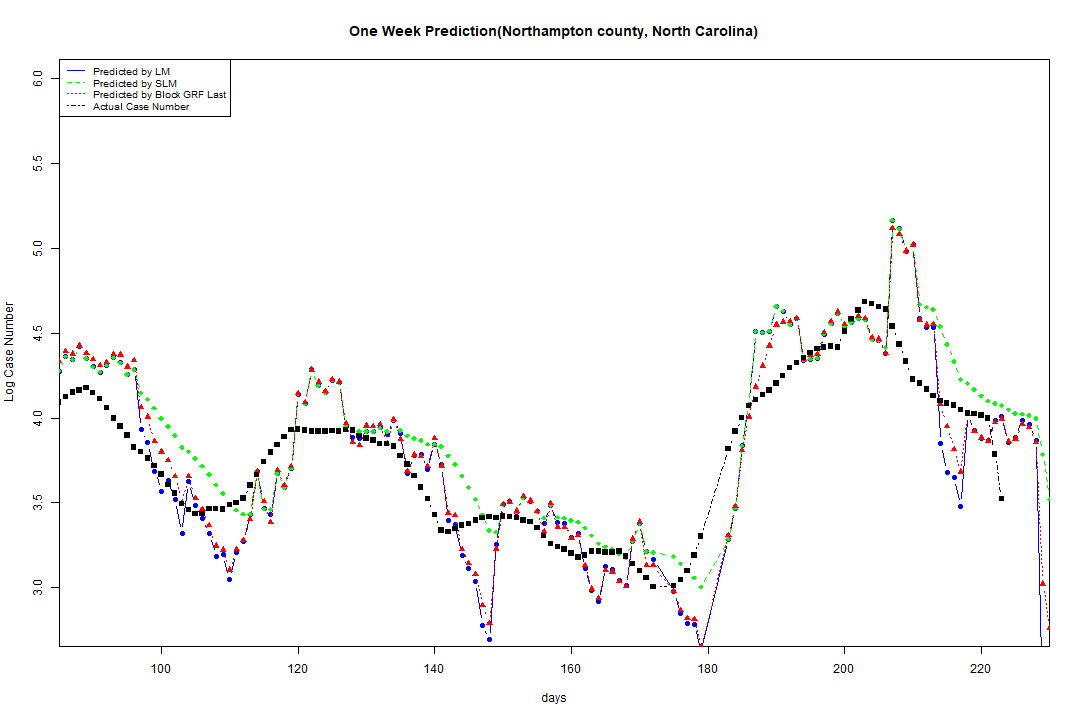 One Week Prediction(Northampton county, North Carolina)
Predicted by LM
Predicted by SLM
Predicted by Block GRF Last
Actual Case Number
Log Case Number
6.0
5.5
5.0
4.5
4.0
3.5
3.0
100 120 140 160 180 200 220
days